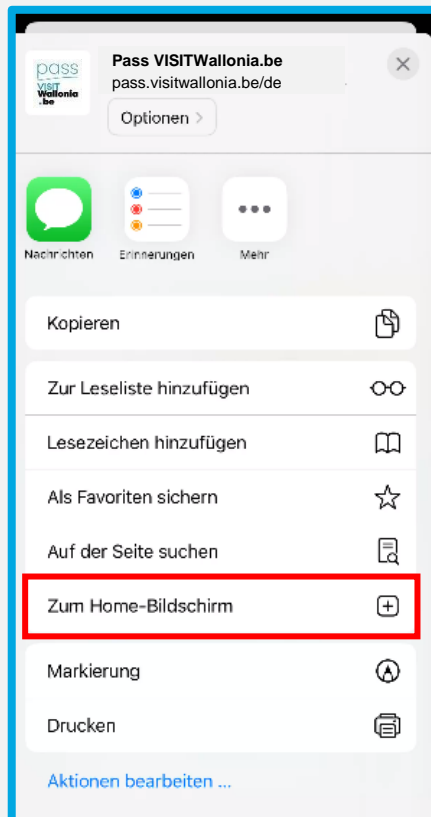 pass
VISIT
Wallonia
.be
Pass VISITWallonia.be
pass.visitwallonia.be/de
Optionen
Nachrichten
Erinnerungen
Mehr
Kopieren
Zur Leseliste hinzufügen
Lesezeichen hinzufügen
Als Favoriten sichern
Auf der Seite suchen
Zum Home-Bildschirm
Markierung
Drucken
Aktionen bearbeiten ...